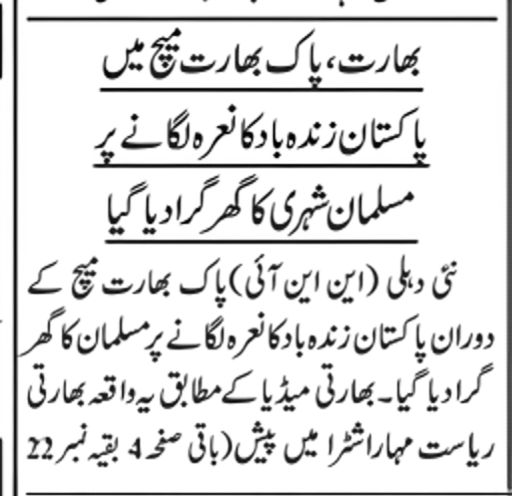 بھارت، پاک بھارت میچ میں
پاکستان زندہ باد کا نعرہ لگانے پر
مسلمان شہری کا گھر گرا دیا گیا
نئی دہلی (این این آئی) پاک بھارت میچ کے
دوران پاکستان زندہ باد کا نعرہ لگانے پر مسلمان کا گھر
گرا دیا گیا۔ بھارتی میڈیا کے مطابق یہ واقعہ بھارتی
ریاست مہاراشٹرا میں پیش (باقی صفحہ 4 بقیہ نمبر 22